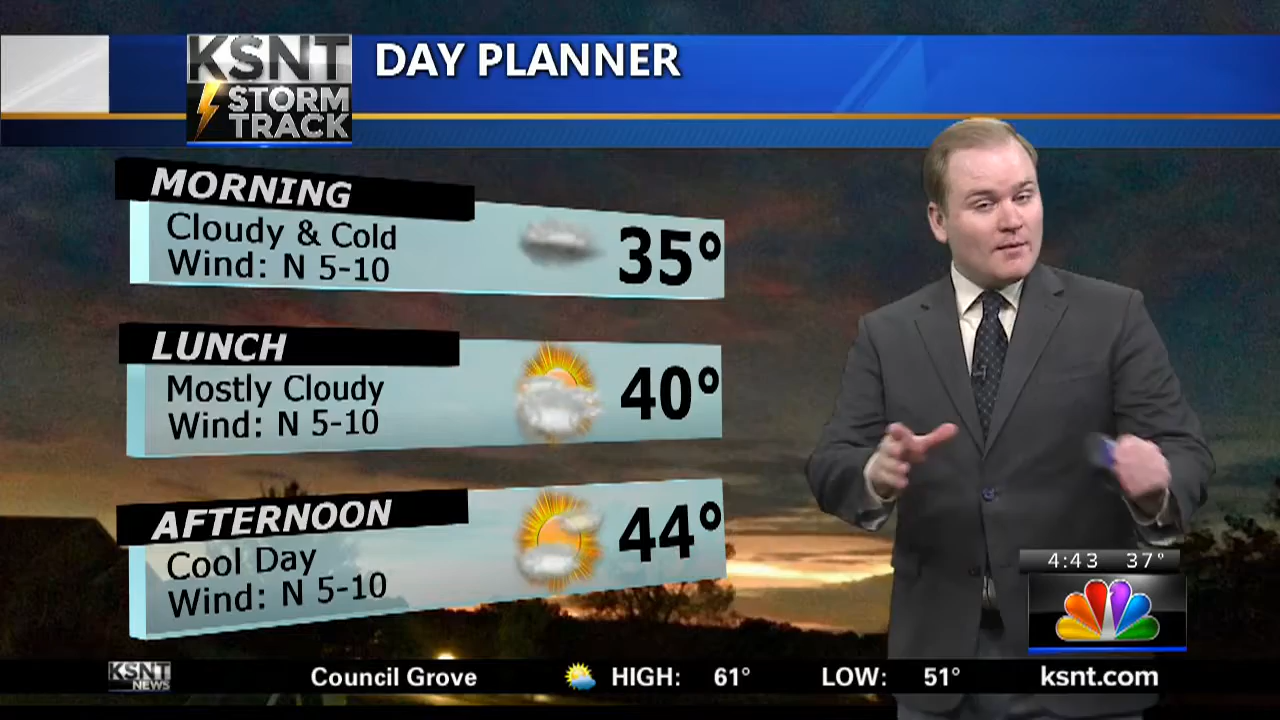 KSNT
STORM
TRACK
DAY PLANNER
MORNING
Cloudy & Cold
Wind: N 5-10
35°
LUNCH
Mostly Cloudy
Wind: N 5-10
40°
AFTERNOON
Cool Day
Wind: N 5-10
44°
4:43 37°
KSNT
NEWS
Council Grove HIGH: 61° LOW: 51° ksnt.com